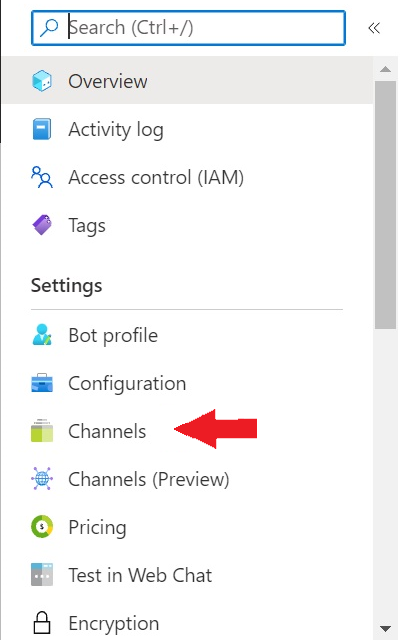 Search (Ctrl+/)
Overview
Activity log
Access control (IAM)
Tags
Settings
Bot profile
Configuration
Channels
Channels (Preview)
Pricing
Test in Web Chat
Encryption